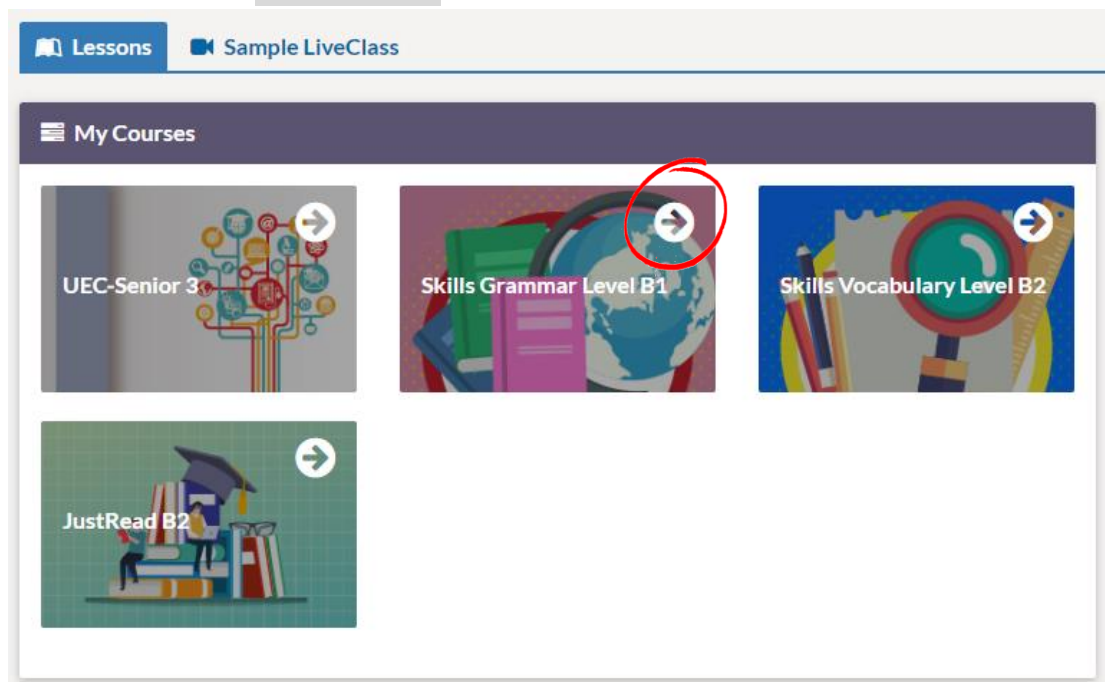 Lessons
Sample LiveClass
My Courses
UEC-Senior 3
Skills Grammar Level B1
Skills Vocabulary Level B2
JustRead B2